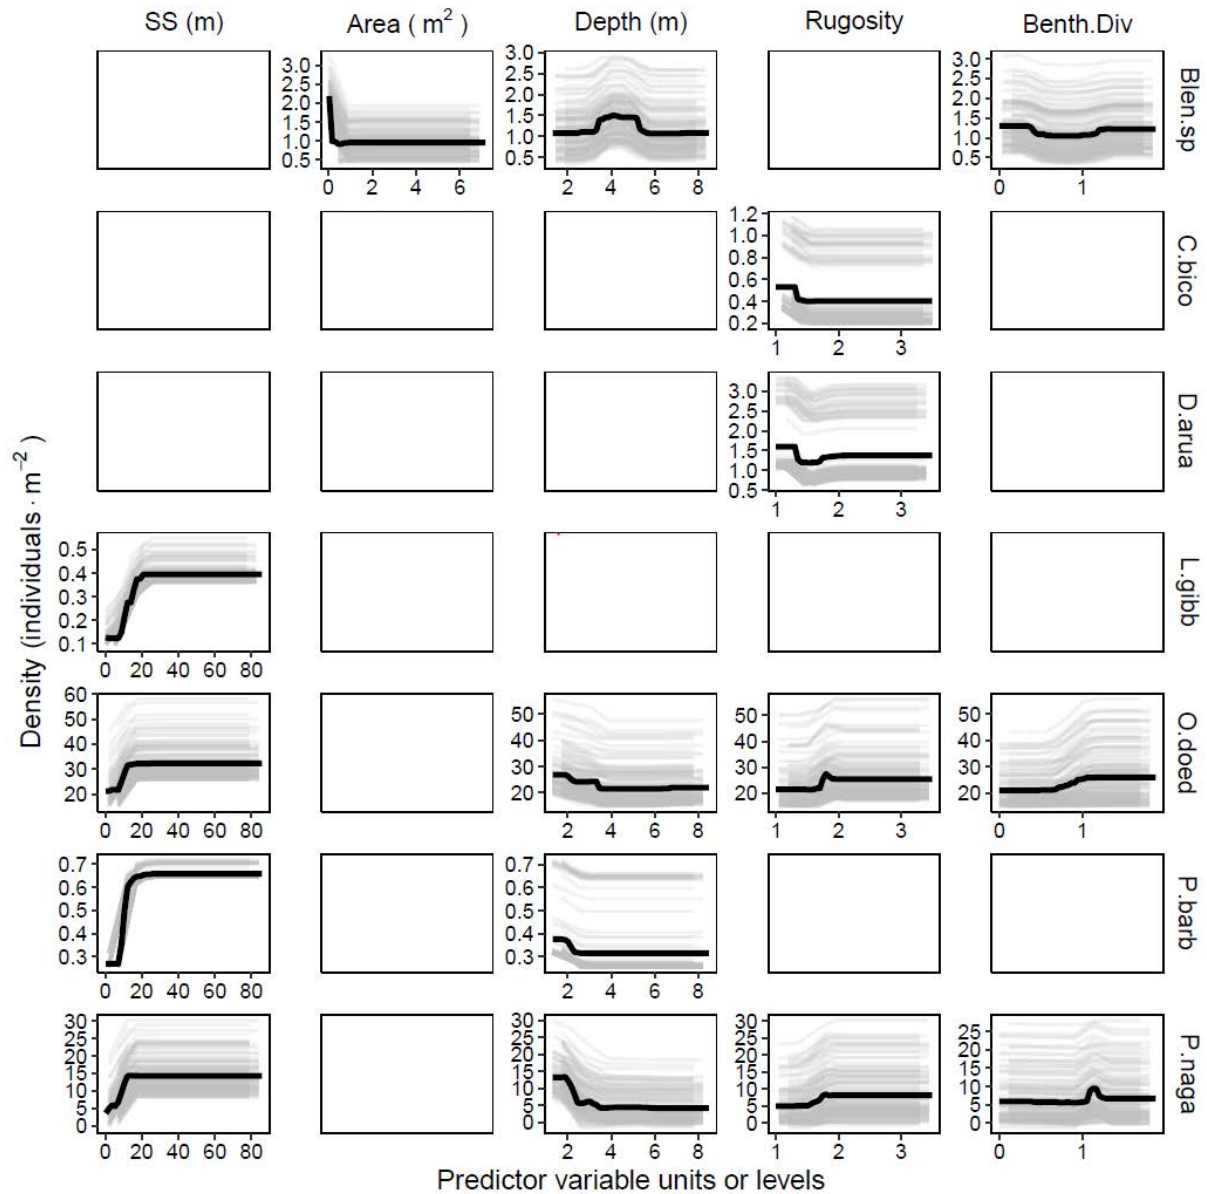 SS (m) Area ( m² ) Depth (m) Rugosity Benth.Div
3.0 2.5 2.0 1.5 1.0 0.5
0 2 4 6
3.0 2.5 2.0 1.5 1.0 0.5
2 4 6 8
3.0 2.5 2.0 1.5 1.0 0.5
0 1
Blen.sp
1.2 1.0 0.8 0.6 0.4 0.2
1 2 3
C.bico
3.0 2.5 2.0 1.5 1.0 0.5
1 2 3
D.arua
Density (individuals · m⁻²)
0.5 0.4 0.3 0.2 0.1
0 20 40 60 80
L.gibb
60 50 40 30 20
0 20 40 60 80
50 40 30 20
2 4 6 8
50 40 30 20
1 2 3
50 40 30 20
0 1
O.doed
0.7 0.6 0.5 0.4 0.3
0 20 40 60 80
0.7 0.6 0.5 0.4 0.3
2 4 6 8
P.barb
30 25 20 15 10 5 0
0 20 40 60 80
30 25 20 15 10 5 0
2 4 6 8
30 25 20 15 10 5 0
1 2 3
25 20 15 10 5 0
0 1
P.naga
Predictor variable units or levels